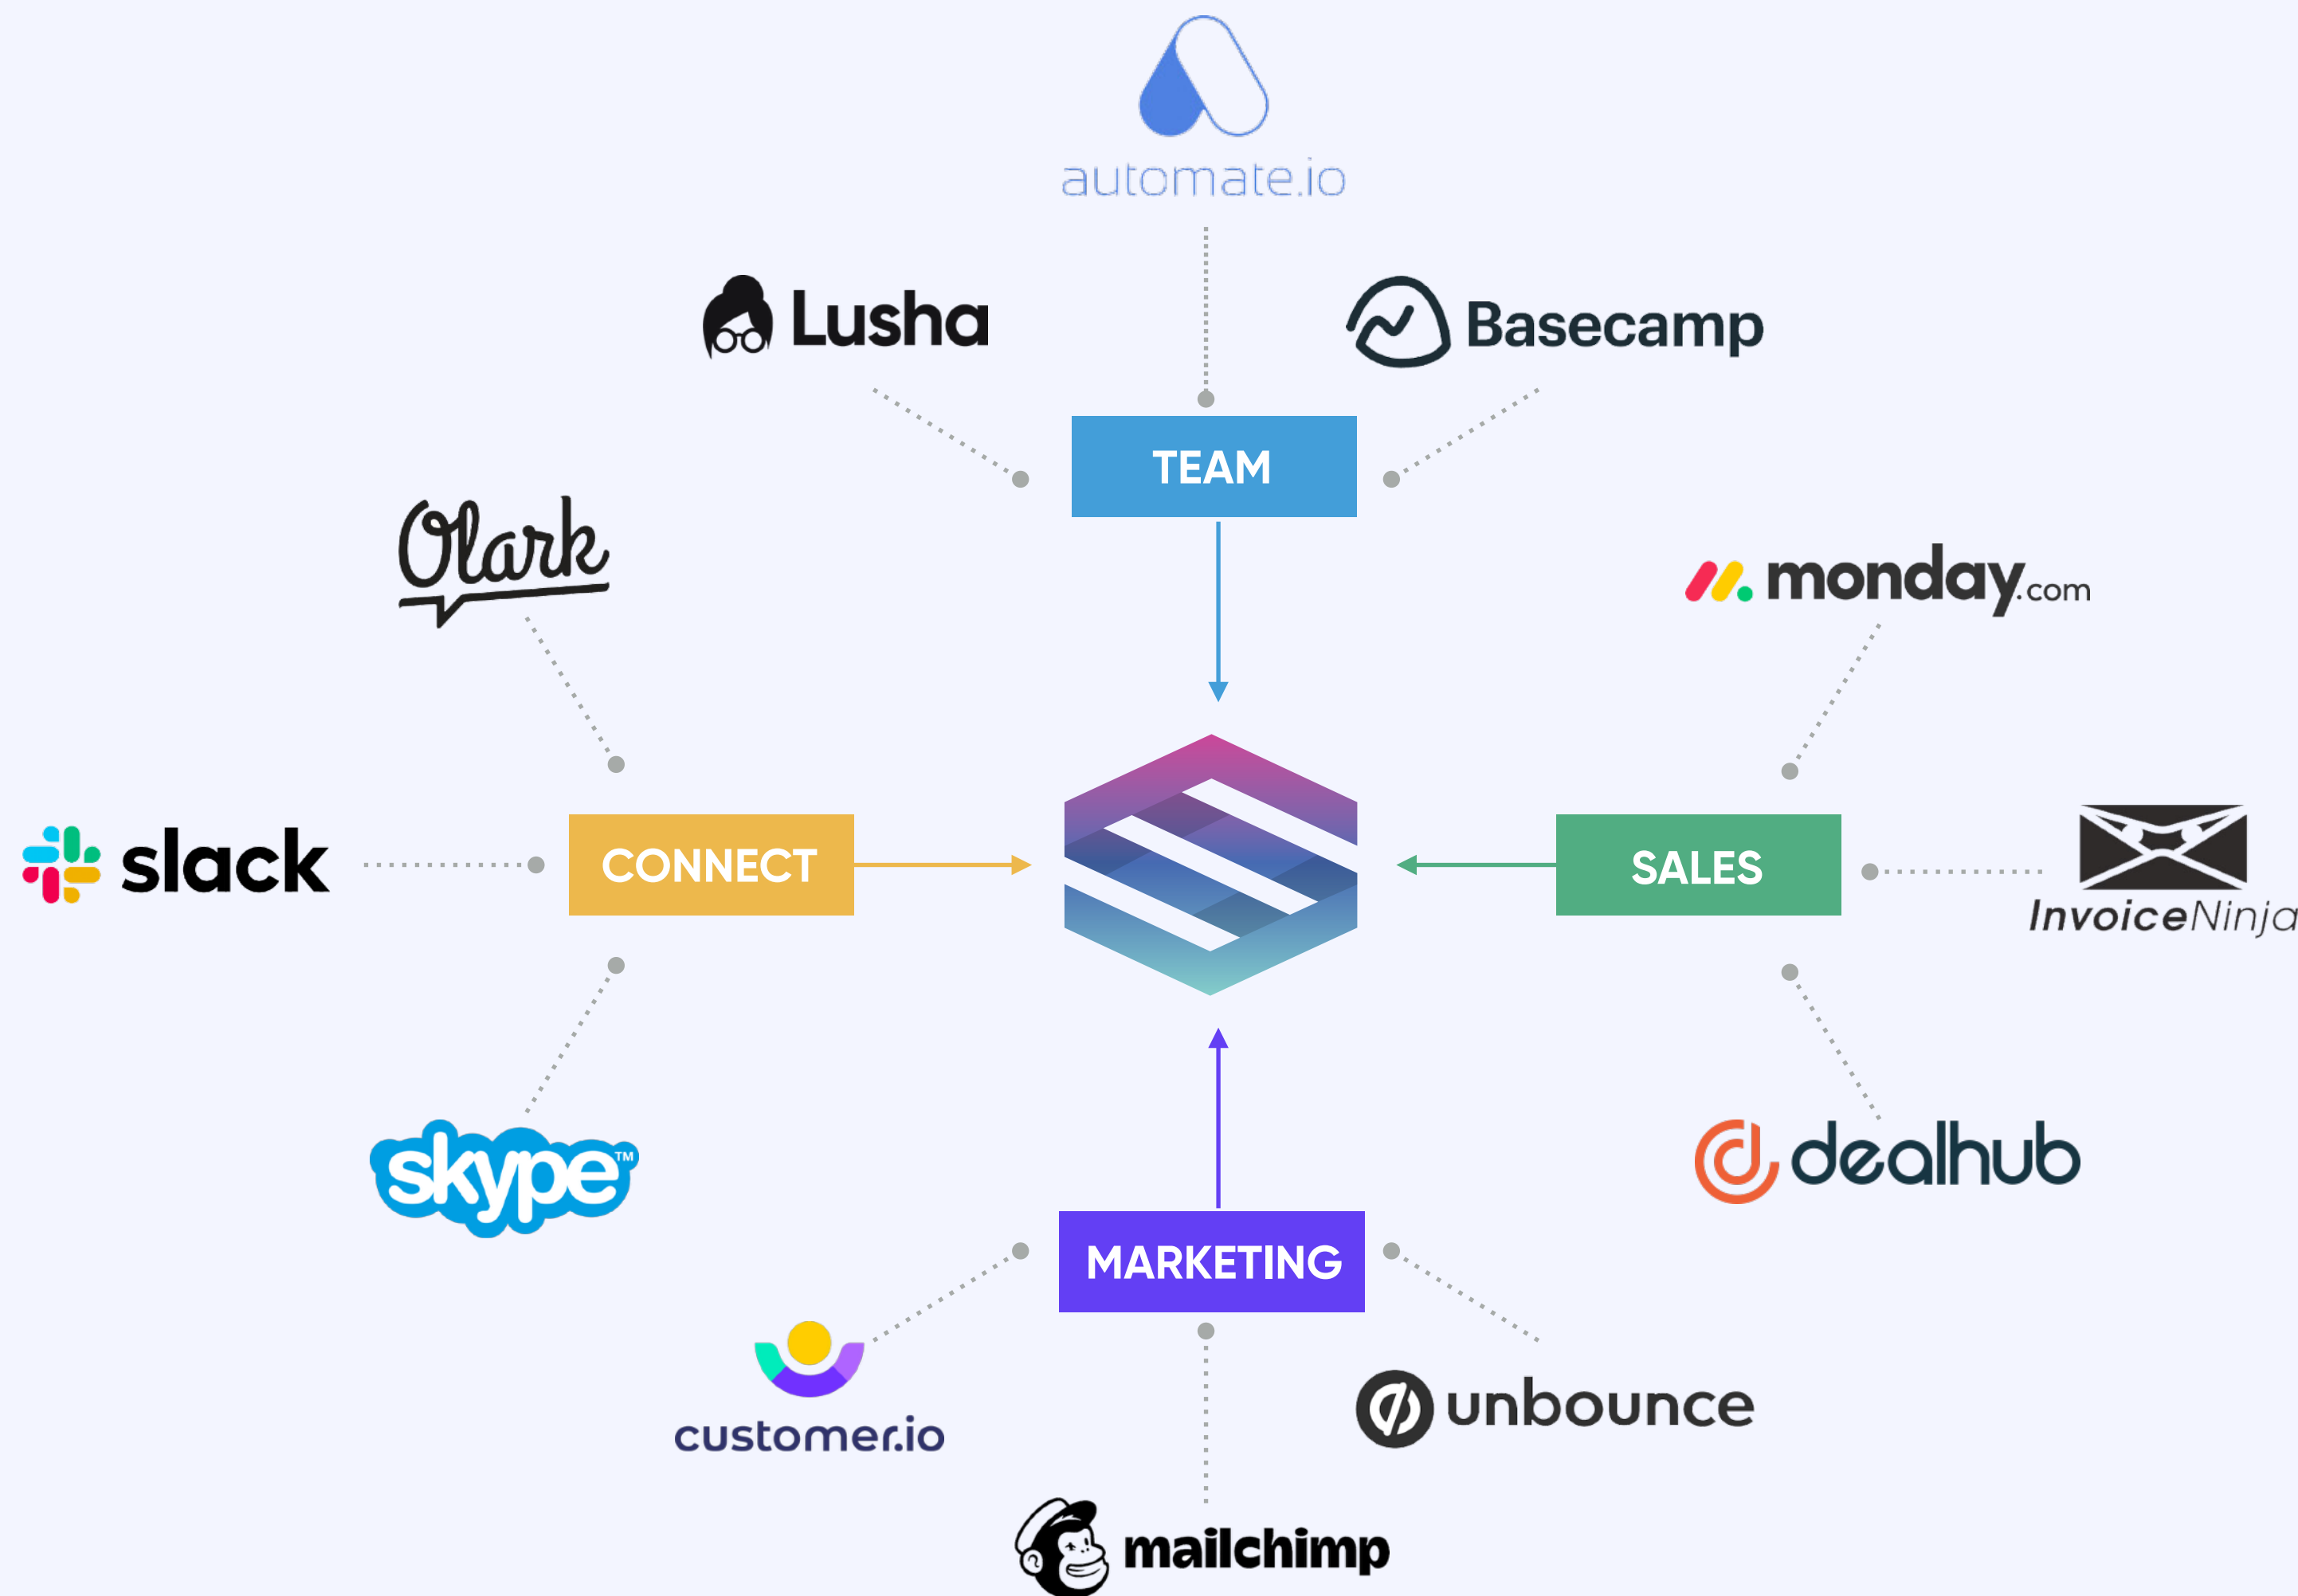 automate.io
Lusha
Basecamp
TEAM
Olark
monday.com
slack
CONNECT
SALES
InvoiceNinja
skype™
dealhub
MARKETING
customer.io
unbounce
mailchimp